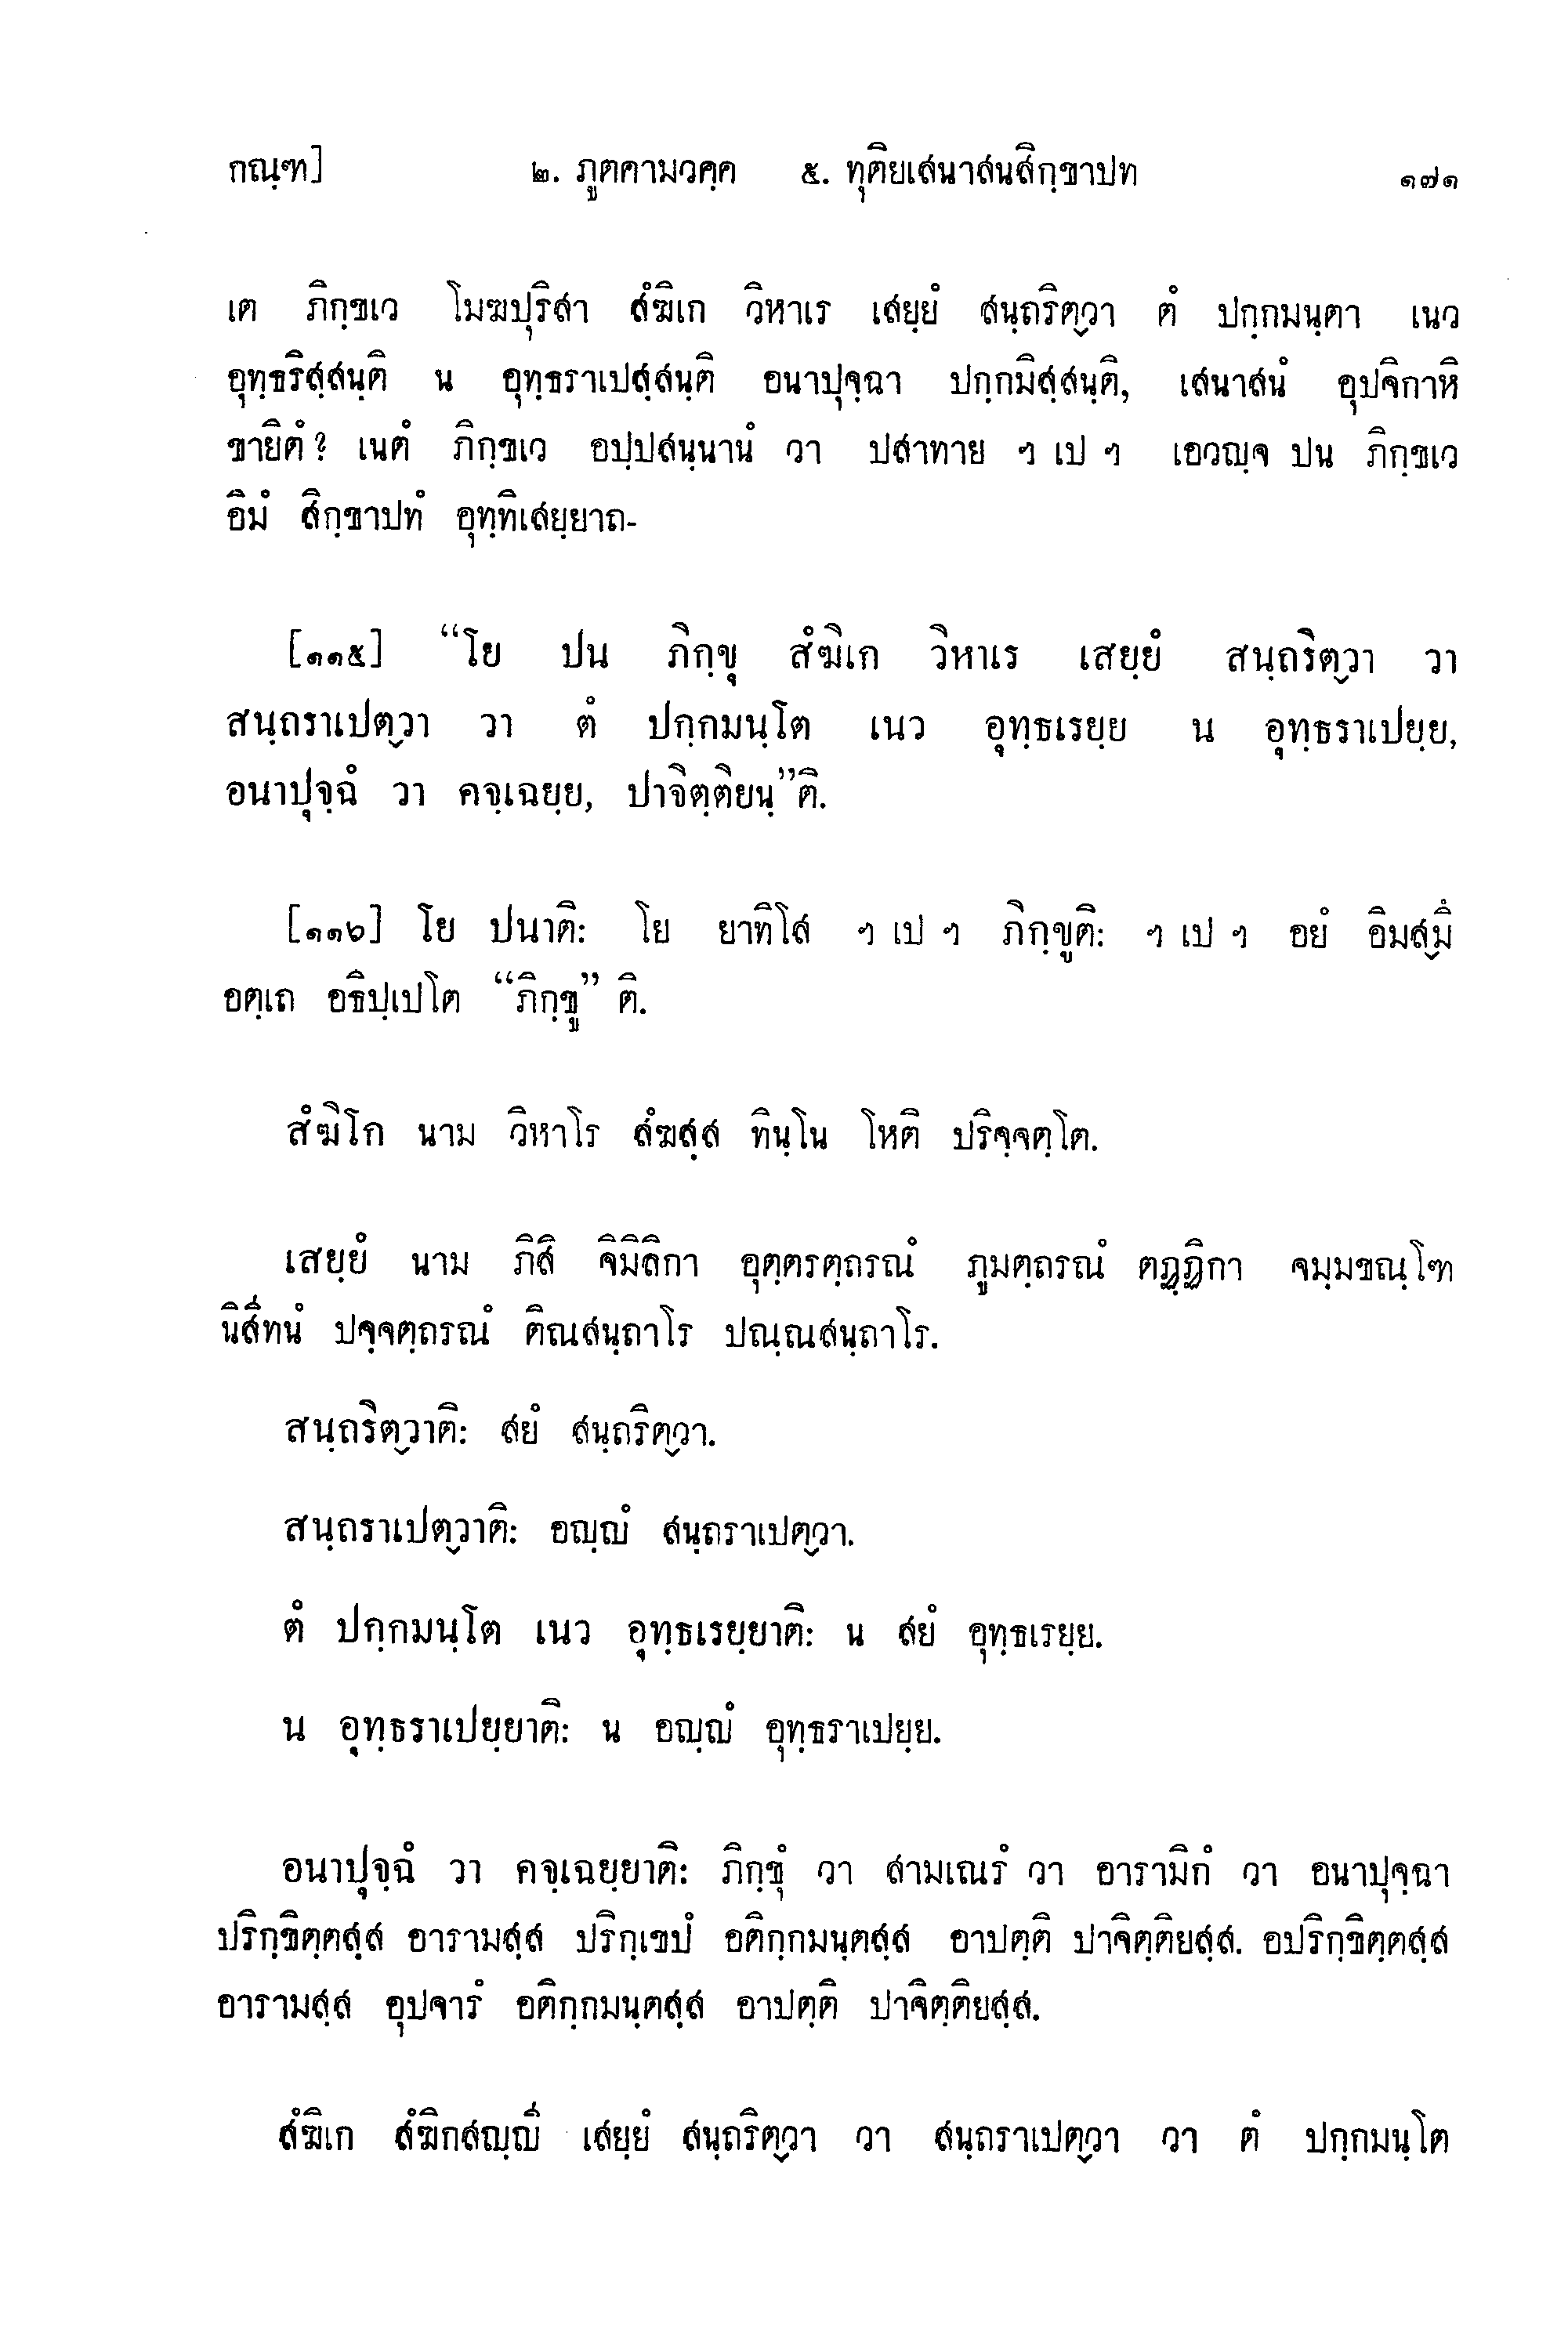 กณฺฑ] ๒. ภูตคามวคฺค ๕. ทุติยเสนาสนสิกฺขาปท ๑๗๑
เต ภิกฺขเว โมฆปุริสา สํฆิเก วิหาเร เสยฺยํ สนฺถริตฺวา ตํ ปกฺกมนฺตา เนว
อุทฺธริสฺสนฺติ น อุทฺธราเปสฺสนฺติ อนาปุจฺฉา ปกฺกมิสฺสนฺติ, เสนาสนํ อุปจิกาหิ
ขายิตํ? เนตํ ภิกฺขเว อปฺปสนฺนานํ วา ปสาทาย ฯ เป ฯ เอวญฺจ ปน ภิกฺขเว
อิมํ สิกฺขาปทํ อุทฺทิเสยฺยาถ-
[๑๑๕] “โย ปน ภิกฺขุ สํฆิเก วิหาเร เสยฺยํ สนฺถริตฺวา วา
สนฺถราเปตฺวา วา ตํ ปกฺกมนฺโต เนว อุทฺธเรยฺย น อุทฺธราเปยฺย,
อนาปุจฺฉํ วา คจฺเฉยฺย, ปาจิตฺติยนฺ”ติ.
[๑๑๖] โย ปนาติ: โย ยาทิโส ฯ เป ฯ ภิกฺขูติ: ฯ เป ฯ อยํ อิมสฺมิํ
อตฺเถ อธิปฺเปโต “ภิกฺขู” ติ.
สํฆิโก นาม วิหาโร สํฆสฺส ทินฺโน โหติ ปริจฺจตฺโต.
เสยฺยํ นาม ภิสิ จิมิลิกา อุตฺตรตฺถรณํ ภูมตฺถรณํ ตฏฺฏิกา จมฺมขณฺโฑ
นิสีทนํ ปจฺจตฺถรณํ ติณสนฺถาโร ปณฺณสนฺถาโร.
สนฺถริตฺวาติ: สยํ สนฺถริตฺวา.
สนฺถราเปตฺวาติ: อญฺญํ สนฺถราเปตฺวา.
ตํ ปกฺกมนฺโต เนว อุทฺธเรยฺยาติ: น สยํ อุทฺธเรยฺย.
น อุทฺธราเปยฺยาติ: น อญฺญํ อุทฺธราเปยฺย.
อนาปุจฺฉํ วา คจฺเฉยฺยาติ: ภิกฺขุํ วา สามเณรํ วา อารามิกํ วา อนาปุจฺฉา
ปริกฺขิตฺตสฺส อารามสฺส ปริกฺเขปํ อติกฺกมนฺตสฺส อาปตฺติ ปาจิตฺติยสฺส. อปริกฺขิตฺตสฺส
อารามสฺส อุปจารํ อติกฺกมนฺตสฺส อาปตฺติ ปาจิตฺติยสฺส.
สํฆิเก สํฆิกสญฺญี เสยฺยํ สนฺถริตฺวา วา สนฺถราเปตฺวา วา ตํ ปกฺกมนฺโต